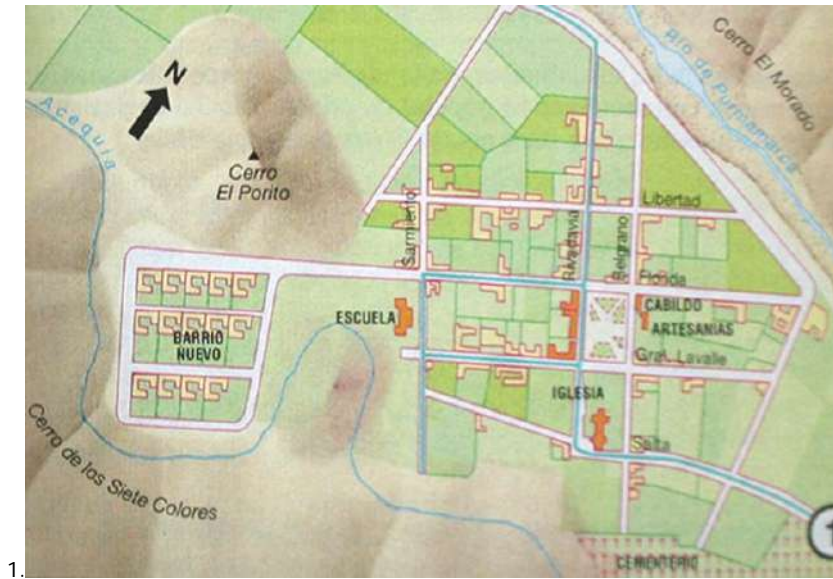 N
Acequia
Cerro
El Porito
Río de Purmamarca
Cerro El Morado
Sarmiento
Rivadavia
Belgrano
Libertad
Florida
CABILDO
ARTESANIAS
Gral. Lavalle
ESCUELA
BARRIO
NUEVO
IGLESIA
Salta
Cerro de los Siete Colores
CEMENTERIO
1
1.